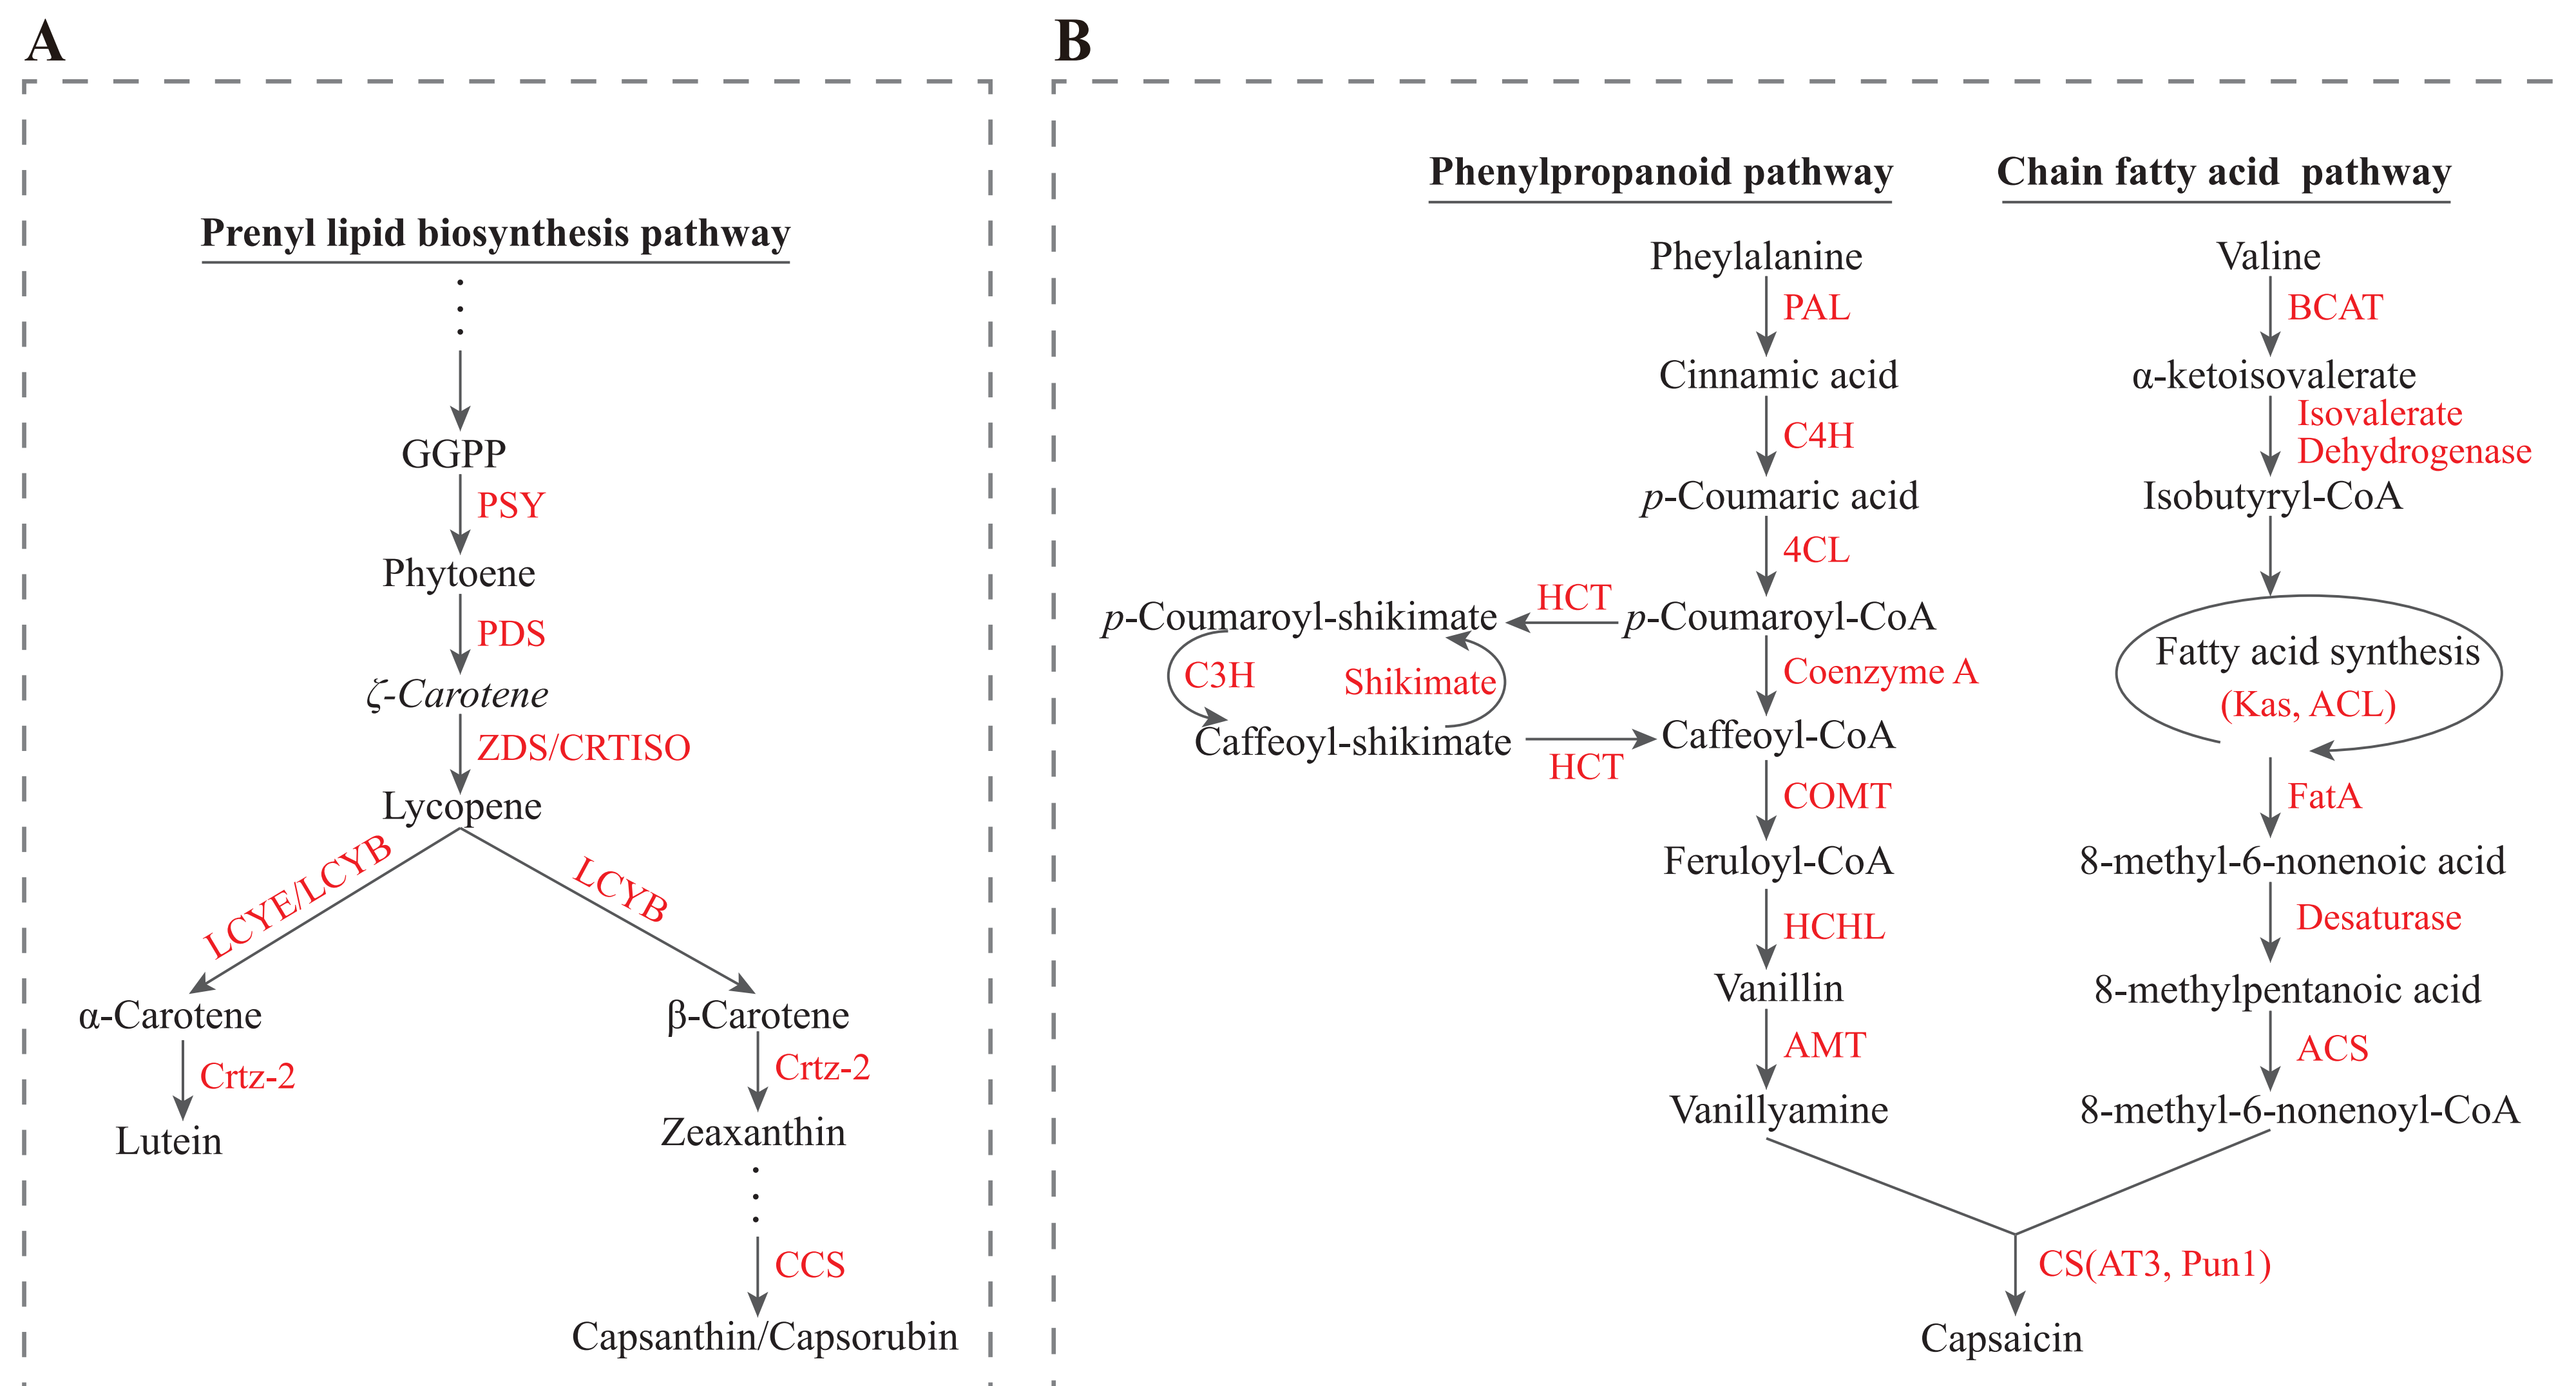 A
Prenyl lipid biosynthesis pathway
GGPP
PSY
Phytoene
PDS
ζ-Carotene
ZDS/CRTISO
Lycopene
LCYE/LCYB
LCYB
α-Carotene
β-Carotene
Crtz-2
Crtz-2
Lutein
Zeaxanthin
CCS
Capsanthin/Capsorubin
B
Phenylpropanoid pathway
Pheylalanine
PAL
Cinnamic acid
C4H
p-Coumaric acid
4CL
HCT
p-Coumaroyl-shikimate
p-Coumaroyl-CoA
C3H
Shikimate
Coenzyme A
Caffeoyl-shikimate
HCT
Caffeoyl-CoA
COMT
Feruloyl-CoA
HCHL
Vanillin
AMT
Vanillyamine
Chain fatty acid pathway
Valine
BCAT
α-ketoisovalerate
Isovalerate
Dehydrogenase
Isobutyryl-CoA
Fatty acid synthesis
(Kas, ACL)
FatA
8-methyl-6-nonenoic acid
Desaturase
8-methylpentanoic acid
ACS
8-methyl-6-nonenoyl-CoA
CS(AT3, Pun1)
Capsaicin